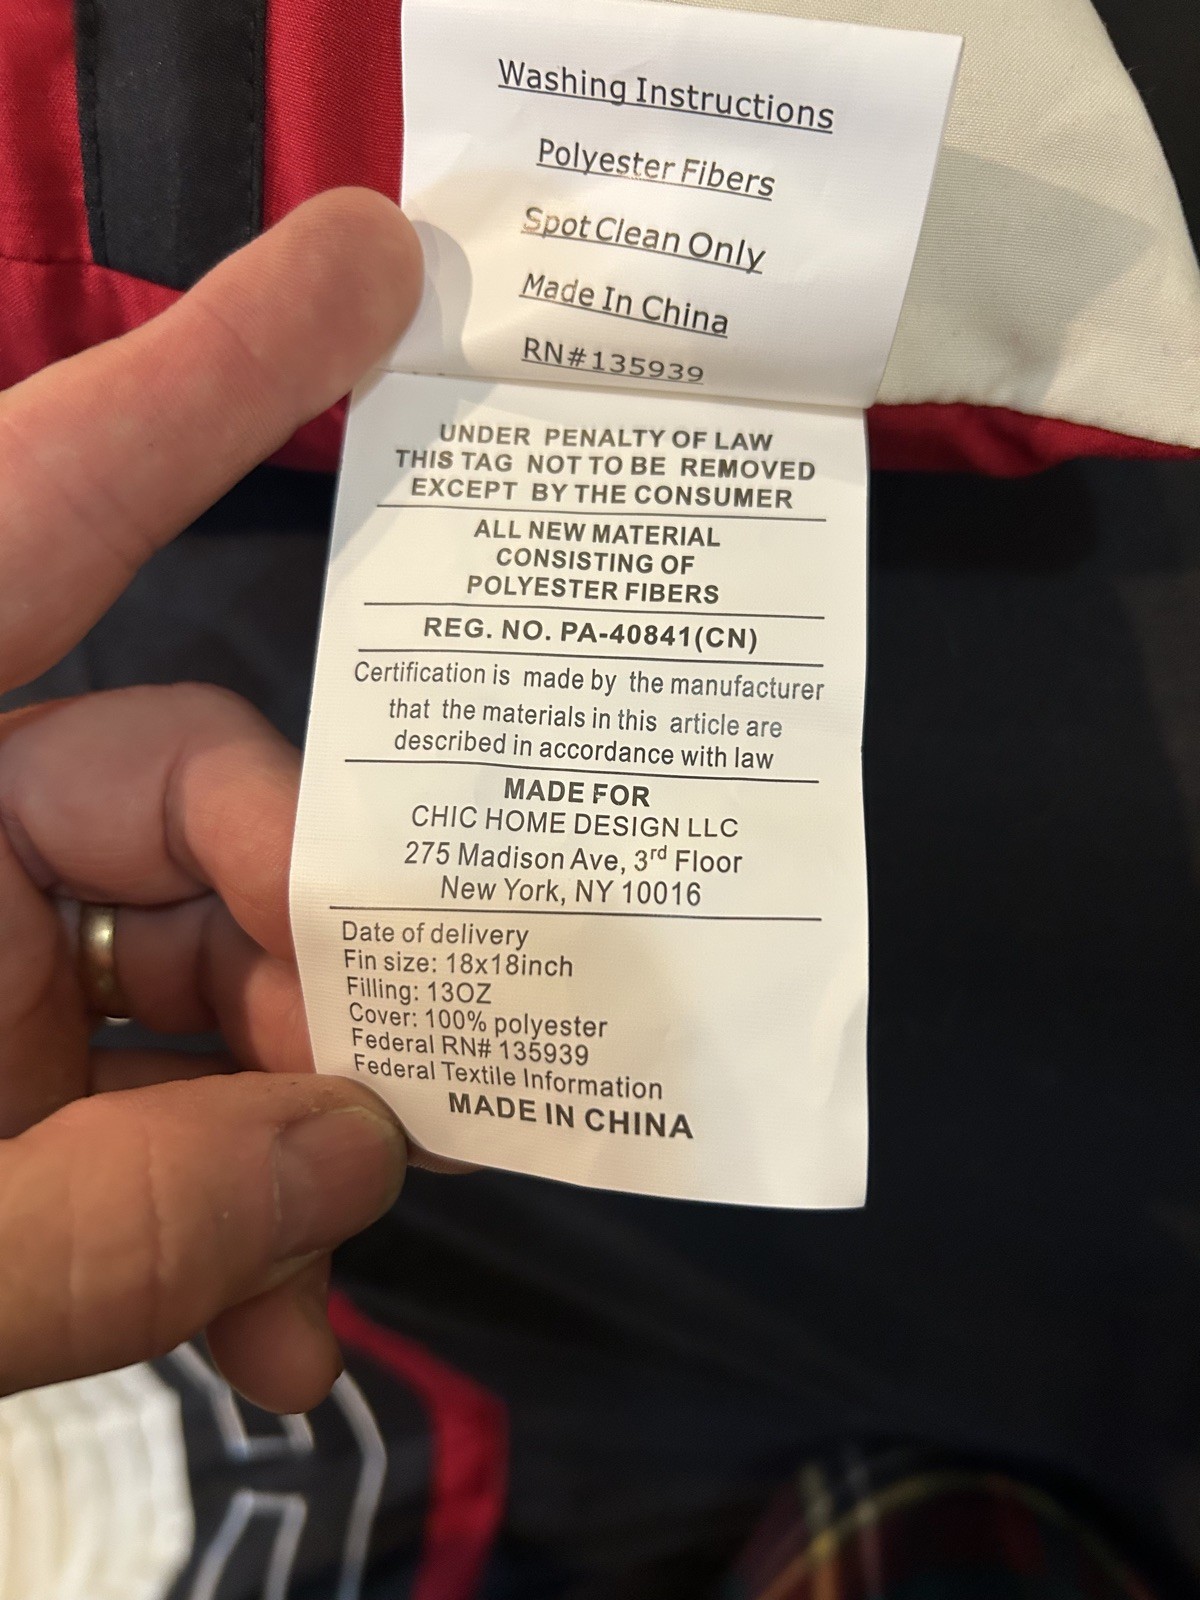 Washing Instructions
Polyester Fibers
Spot Clean Only
Made In China
RN#135939
UNDER PENALTY OF LAW
THIS TAG NOT TO BE REMOVED
EXCEPT BY THE CONSUMER
ALL NEW MATERIAL
CONSISTING OF
POLYESTER FIBERS
REG. NO. PA-40841(CN)
Certification is made by the manufacturer
that the materials in this article are
described in accordance with law
MADE FOR
CHIC HOME DESIGN LLC
275 Madison Ave, 3rd Floor
New York, NY 10016
Date of delivery
Fin size: 18x18inch
Filling: 13OZ
Cover: 100% polyester
Federal RN# 135939
Federal Textile Information
MADE IN CHINA